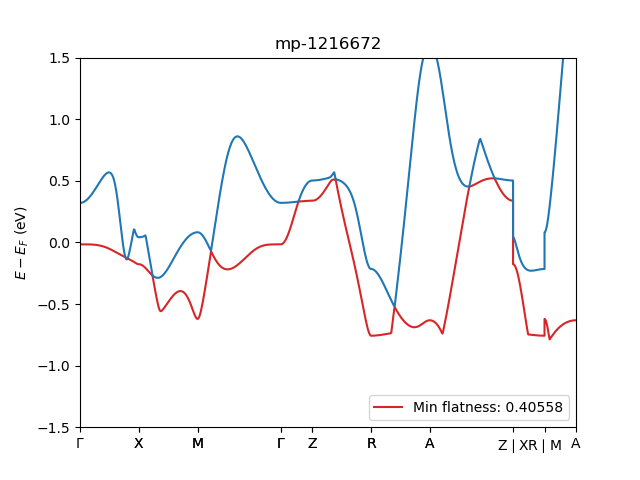 mp-1216672
E − E_F (eV)
1.5
1.0
0.5
0.0
−0.5
−1.0
−1.5
Min flatness: 0.40558
Γ X M Γ Z R A Z | XR | M A